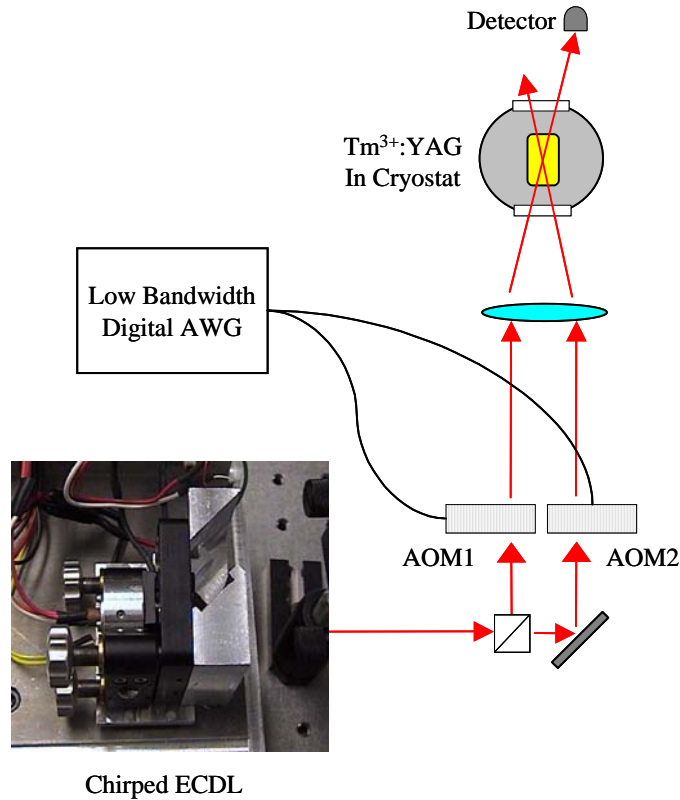 Detector
Tm³⁺:YAG
In Cryostat
Low Bandwidth
Digital AWG
AOM1
AOM2
Chirped ECDL